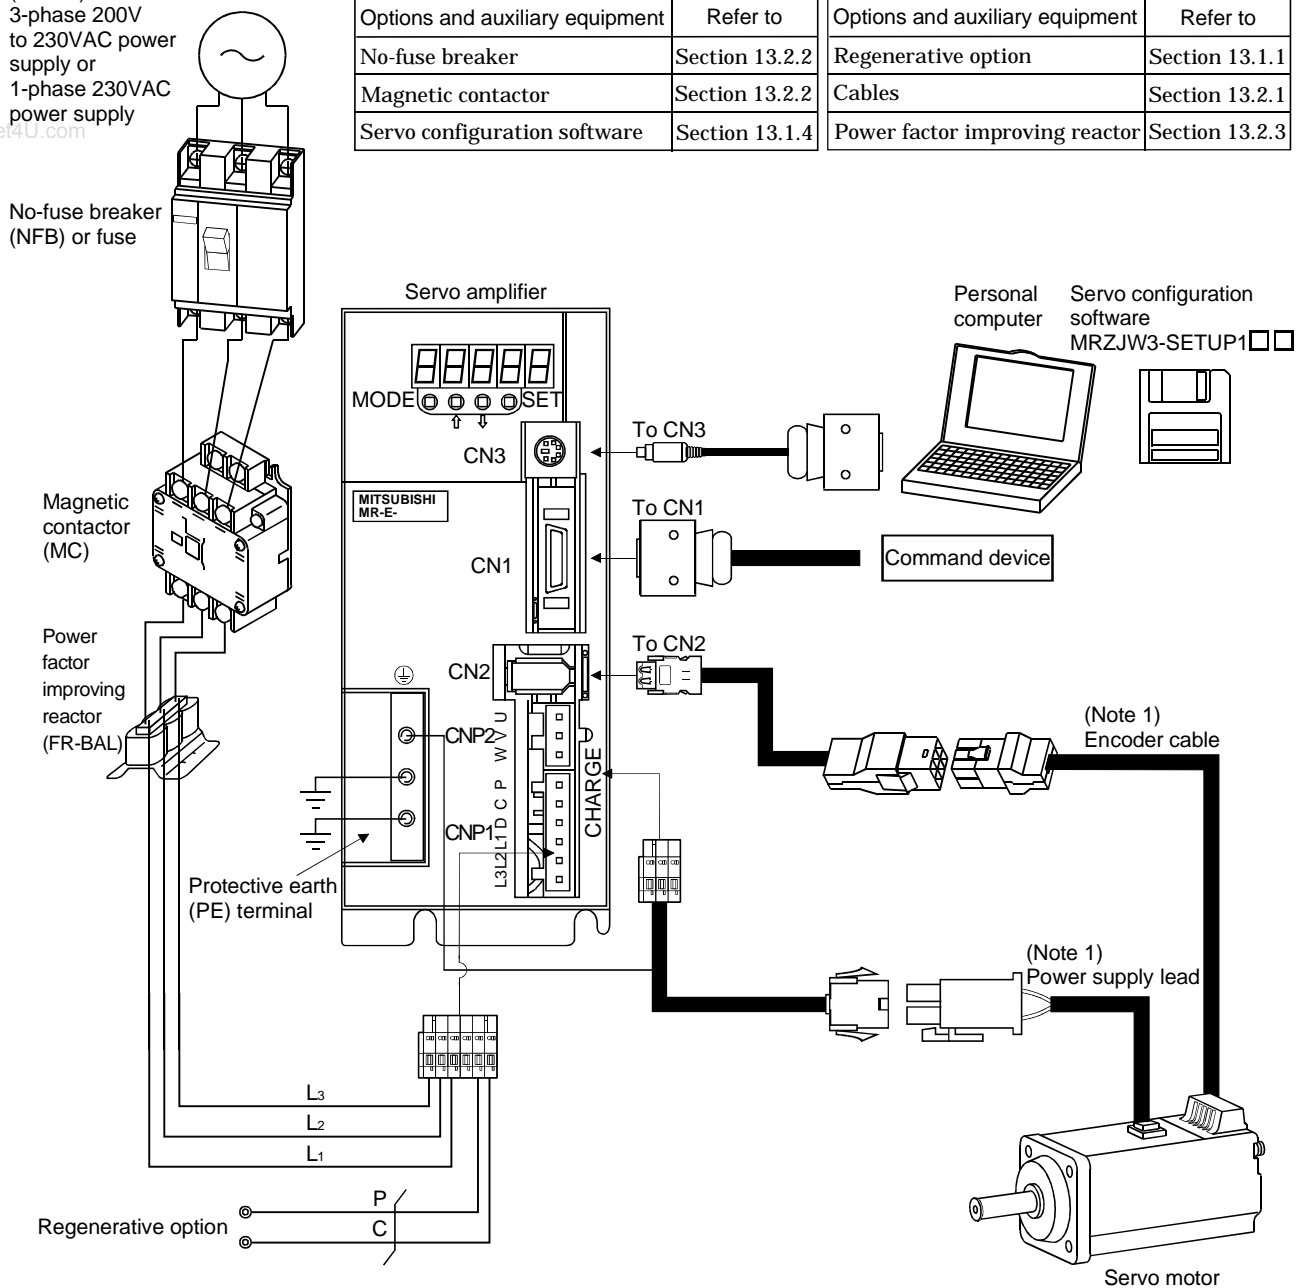 3-phase 200V
to 230VAC power
supply or
1-phase 230VAC
power supply
et4U.com
Options and auxiliary equipment Refer to
No-fuse breaker Section 13.2.2
Magnetic contactor Section 13.2.2
Servo configuration software Section 13.1.4
Options and auxiliary equipment Refer to
Regenerative option Section 13.1.1
Cables Section 13.2.1
Power factor improving reactor Section 13.2.3
No-fuse breaker
(NFB) or fuse
Servo amplifier
Personal
computer
Servo configuration
software
MRZJW3-SETUP1□□
MODE
SET
To CN3
CN3
MITSUBISHI
MR-E-
To CN1
CN1
Command device
Magnetic
contactor
(MC)
Power
factor
improving
reactor
(FR-BAL)
To CN2
CN2
CNP2
W V U
CHARGE
CNP1
L3L2L1 D C P
(Note 1)
Encoder cable
Protective earth
(PE) terminal
(Note 1)
Power supply lead
L3
L2
L1
P
Regenerative option
C
Servo motor